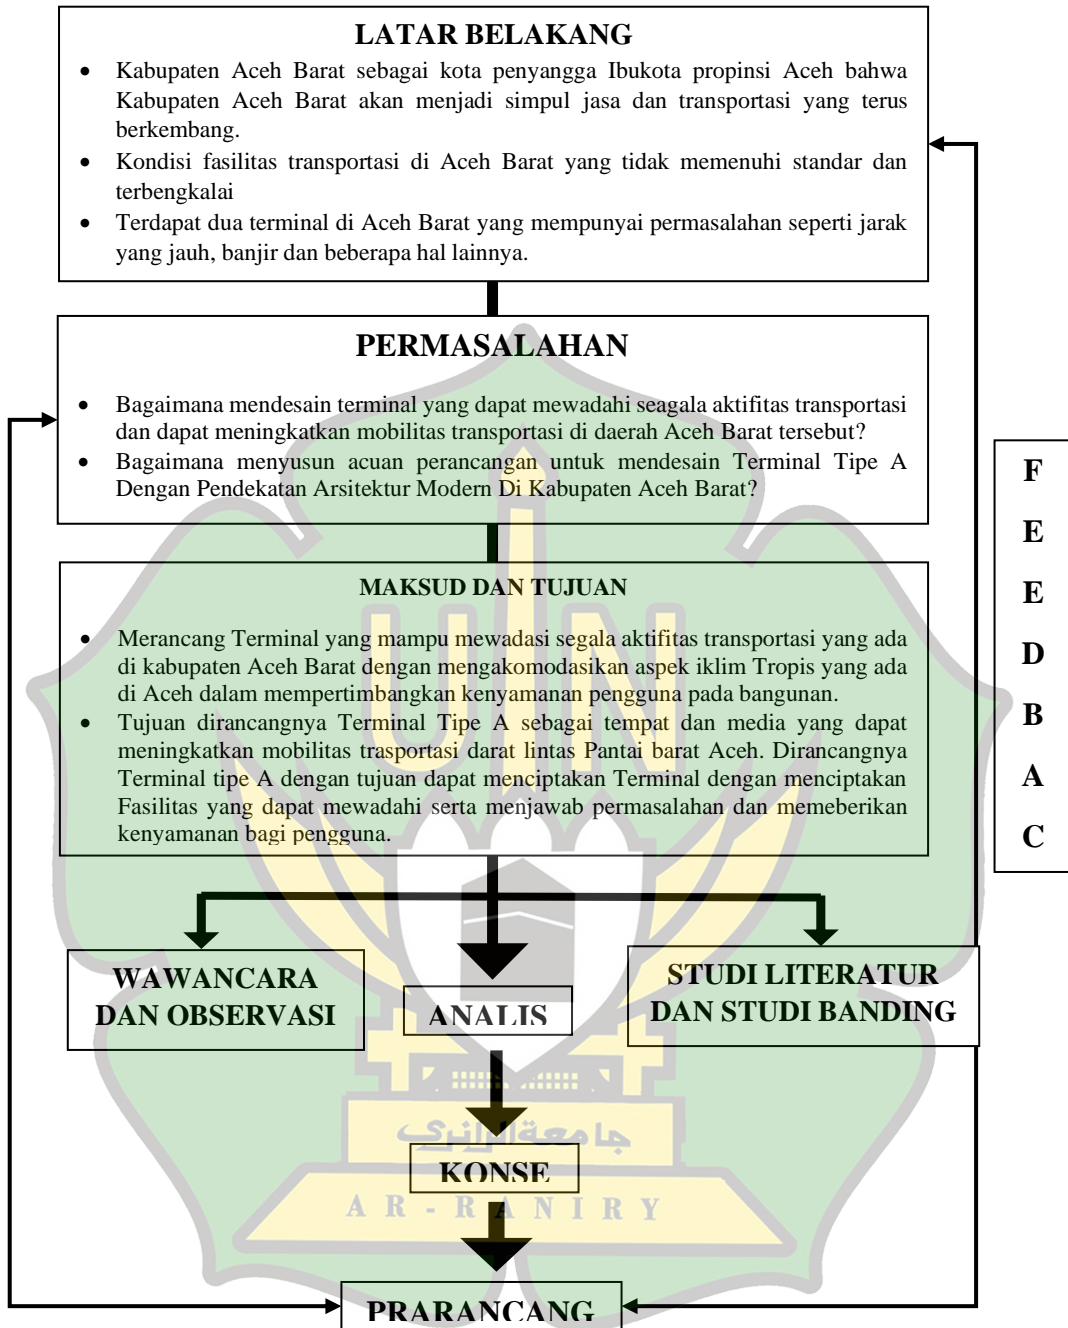 LATAR BELAKANG
• Kabupaten Aceh Barat sebagai kota penyangga Ibukota propinsi Aceh bahwa
Kabupaten Aceh Barat akan menjadi simpul jasa dan transportasi yang terus
berkembang.
• Kondisi fasilitas transportasi di Aceh Barat yang tidak memenuhi standar dan
terbengkalai
• Terdapat dua terminal di Aceh Barat yang mempunyai permasalahan seperti jarak
yang jauh, banjir dan beberapa hal lainnya.
PERMASALAHAN
• Bagaimana mendesain terminal yang dapat mewadahi seagala aktifitas transportasi
dan dapat meningkatkan mobilitas transportasi di daerah Aceh Barat tersebut?
• Bagaimana menyusun acuan perancangan untuk mendesain Terminal Tipe A
Dengan Pendekatan Arsitektur Modern Di Kabupaten Aceh Barat?
MAKSUD DAN TUJUAN
• Merancang Terminal yang mampu mewadasi segala aktifitas transportasi yang ada
di kabupaten Aceh Barat dengan mengakomodasikan aspek iklim Tropis yang ada
di Aceh dalam mempertimbangkan kenyamanan pengguna pada bangunan.
• Tujuan dirancangnya Terminal Tipe A sebagai tempat dan media yang dapat
meningkatkan mobilitas trasportasi darat lintas Pantai barat Aceh. Dirancangnya
Terminal tipe A dengan tujuan dapat menciptakan Terminal dengan menciptakan
Fasilitas yang dapat mewadahi serta menjawab permasalahan dan memeberikan
kenyamanan bagi pengguna.
WAWANCARA
DAN OBSERVASI
ANALIS
STUDI LITERATUR
DAN STUDI BANDING
KONSE
PRARANCANG
F
E
E
D
B
A
C
UIN
جامعة الرانري
AR-RANIRY